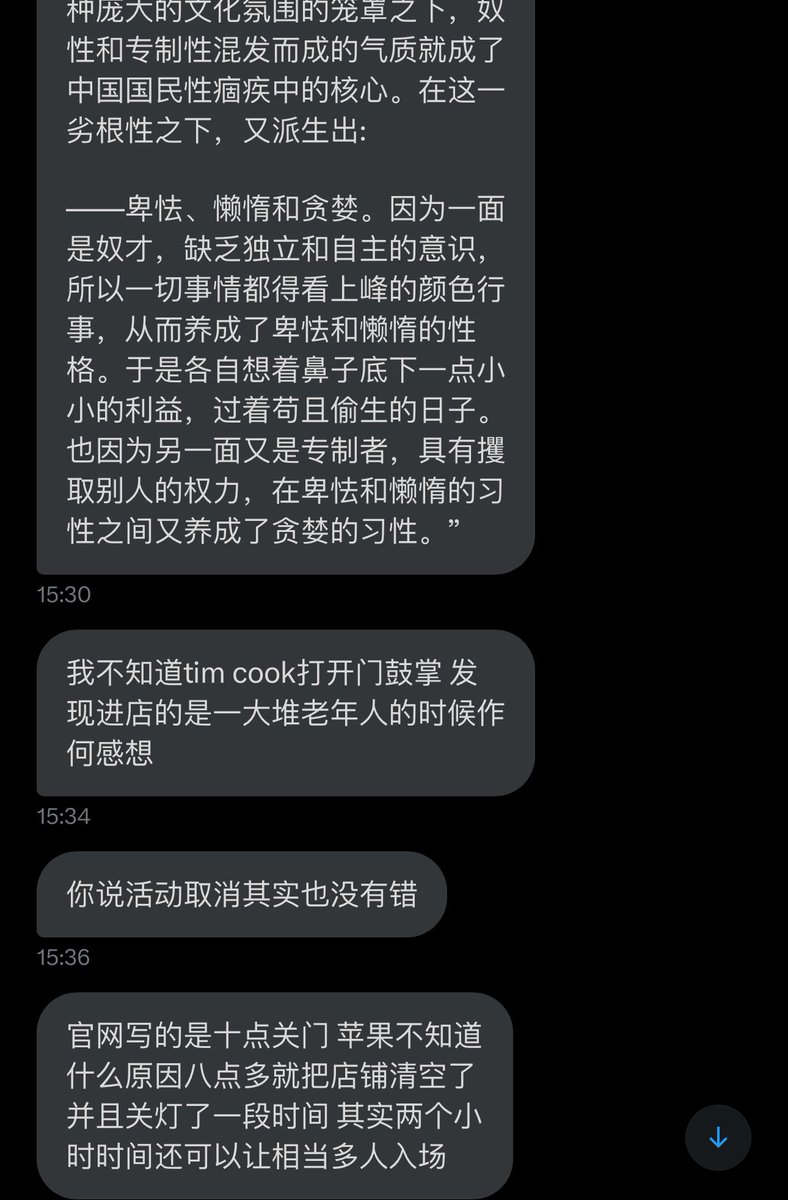 种庞大的文化氛围的笼罩之下，奴
性和专制性混发而成的气质就成了
中国国民性痼疾中的核心。在这一
劣根性之下，又派生出:
——卑怯、懒惰和贪婪。因为一面
是奴才，缺乏独立和自主的意识，
所以一切事情都得看上峰的颜色行
事，从而养成了卑怯和懒惰的性
格。于是各自想着鼻子底下一点小
小的利益，过着苟且偷生的日子。
也因为另一面又是专制者，具有攫
取别人的权力，在卑怯和懒惰的习
性之间又养成了贪婪的习性。”
15:30
我不知道tim cook打开门鼓掌 发
现进店的是一大堆老年人的时候作
何感想
15:34
你说活动取消其实也没有错
15:36
官网写的是十点关门 苹果不知道
什么原因八点多就把店铺清空了
并且关灯了一段时间 其实两个小
时时间还可以让相当多人入场